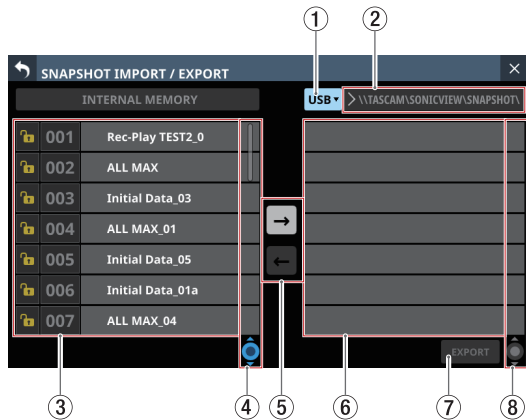 ① ②
SNAPSHOT IMPORT / EXPORT ×
INTERNAL MEMORY USB ▾ >\\TASCAM\SONICVIEW\SNAPSHOT\
001 Rec-Play TEST2_0
002 ALL MAX
003 Initial Data_03
004 ALL MAX_01
→
005 Initial Data_05
←
006 Initial Data_01a
007 ALL MAX_04
EXPORT
③ ④ ⑤ ⑥ ⑦ ⑧